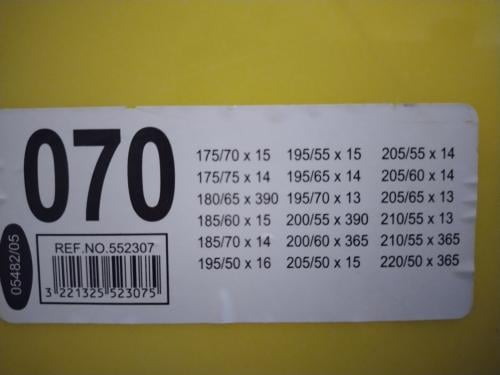 070
175/70 x 15 195/55 x 15 205/55 x 14
175/75 x 14 195/65 x 14 205/60 x 14
180/65 x 390 195/70 x 13 205/65 x 13
185/60 x 15 200/55 x 390 210/55 x 13
185/70 x 14 200/60 x 365 210/55 x 365
195/50 x 16 205/50 x 15 220/50 x 365
05482/05
REF.NO.552307
3 221325 523075